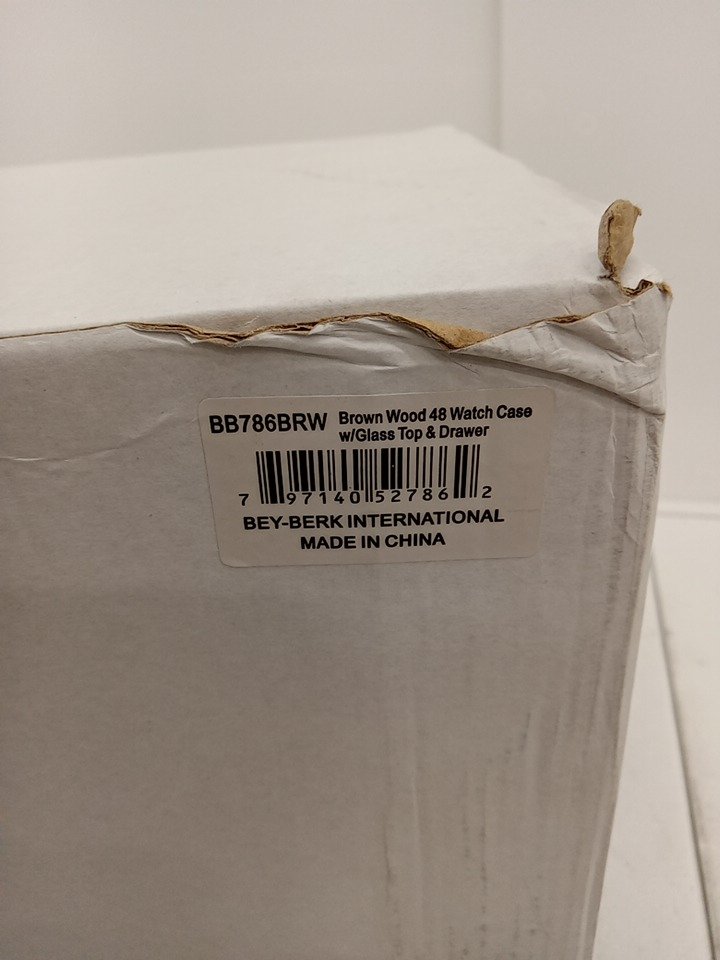 BB786BRW Brown Wood 48 Watch Case
w/Glass Top & Drawer
7 97140 52786 2
BEY-BERK INTERNATIONAL
MADE IN CHINA